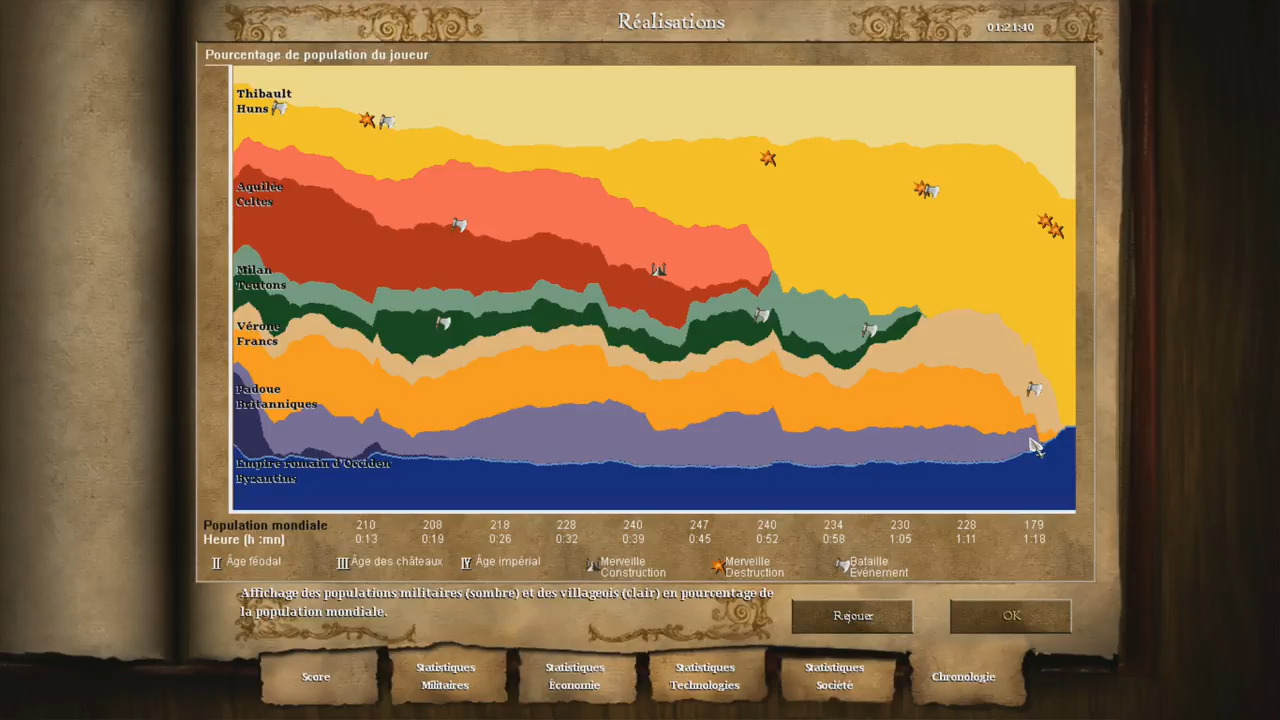 Réalisations
01:21:40
Pourcentage de population du joueur
Thibault
Huns
Aquilée
Celtes
Milan
Teutons
Vérone
Francs
Padoue
Britanniques
Empire romain d'Occiden
Byzantins
Population mondiale 210 208 218 228 240 247 240 234 230 228 179
Heure (h :mn) 0:13 0:19 0:26 0:32 0:39 0:45 0:52 0:58 1:05 1:11 1:18
II Âge féodal III Âge des châteaux IV Âge impérial
Merveille
Construction
Merveille
Destruction
Bataille
Evénement
Affichage des populations militaires (sombre) et des villageois (clair) en pourcentage de
la population mondiale.
Rejouer
OK
Score
Statistiques
Militaires
Statistiques
Économie
Statistiques
Technologies
Statistiques
Société
Chronologie